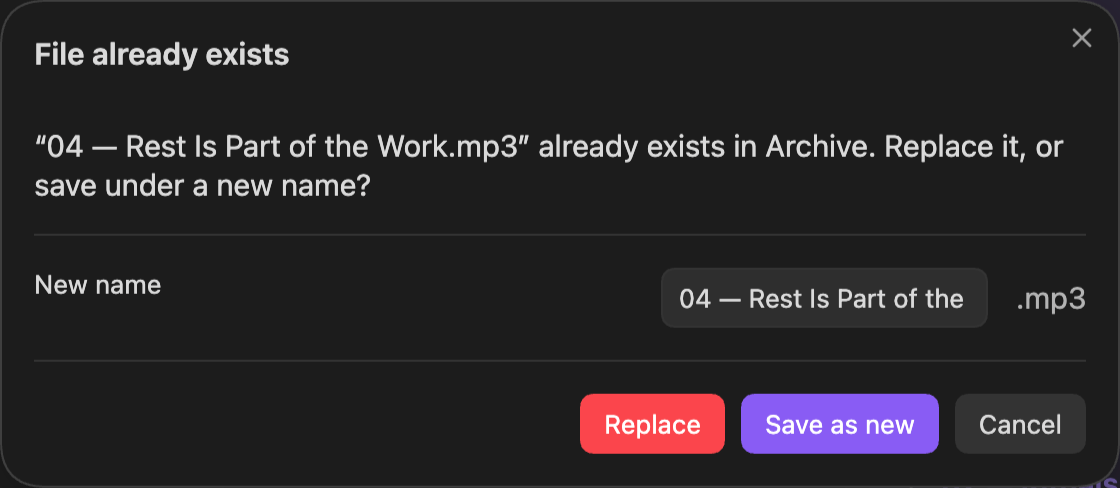 File already exists
“04 — Rest Is Part of the Work.mp3” already exists in Archive. Replace it, or
save under a new name?
New name
04 — Rest Is Part of the
.mp3
Replace
Save as new
Cancel